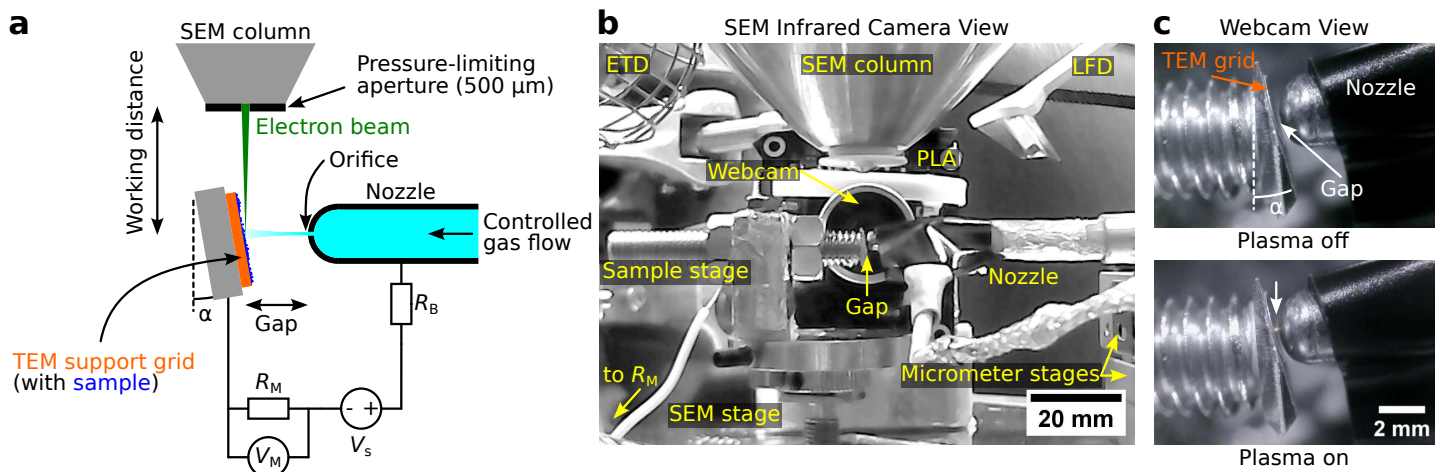 a
SEM column
Pressure-limiting
aperture (500 µm)
Electron beam
Working distance
Orifice
Nozzle
Controlled
gas flow
α
Gap
R_B
TEM support grid
(with sample)
R_M
V_M
- +
V_s
b
SEM Infrared Camera View
ETD
SEM column
LFD
PLA
Webcam
Sample stage
Gap
Nozzle
to R_M
Micrometer stages
SEM stage
20 mm
c
Webcam View
TEM grid
Nozzle
Gap
α
Plasma off
2 mm
Plasma on